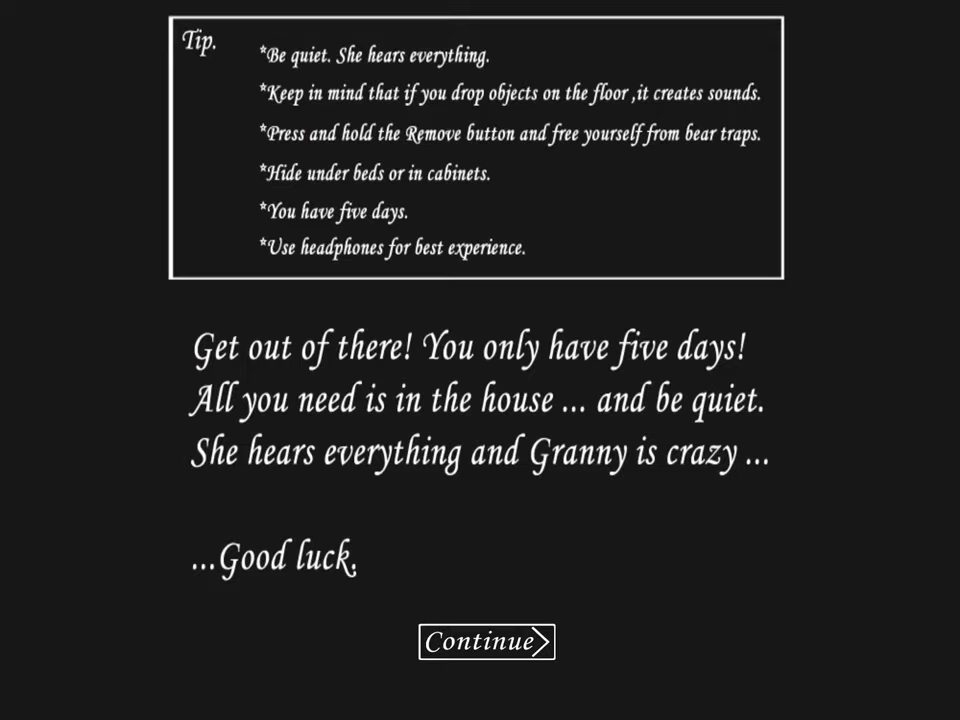 Tip.
*Be quiet. She hears everything.
*Keep in mind that if you drop objects on the floor ,it creates sounds.
*Press and hold the Remove button and free yourself from bear traps.
*Hide under beds or in cabinets.
*You have five days.
*Use headphones for best experience.
Get out of there! You only have five days!
All you need is in the house ... and be quiet.
She hears everything and Granny is crazy ...
...Good luck.
Continue